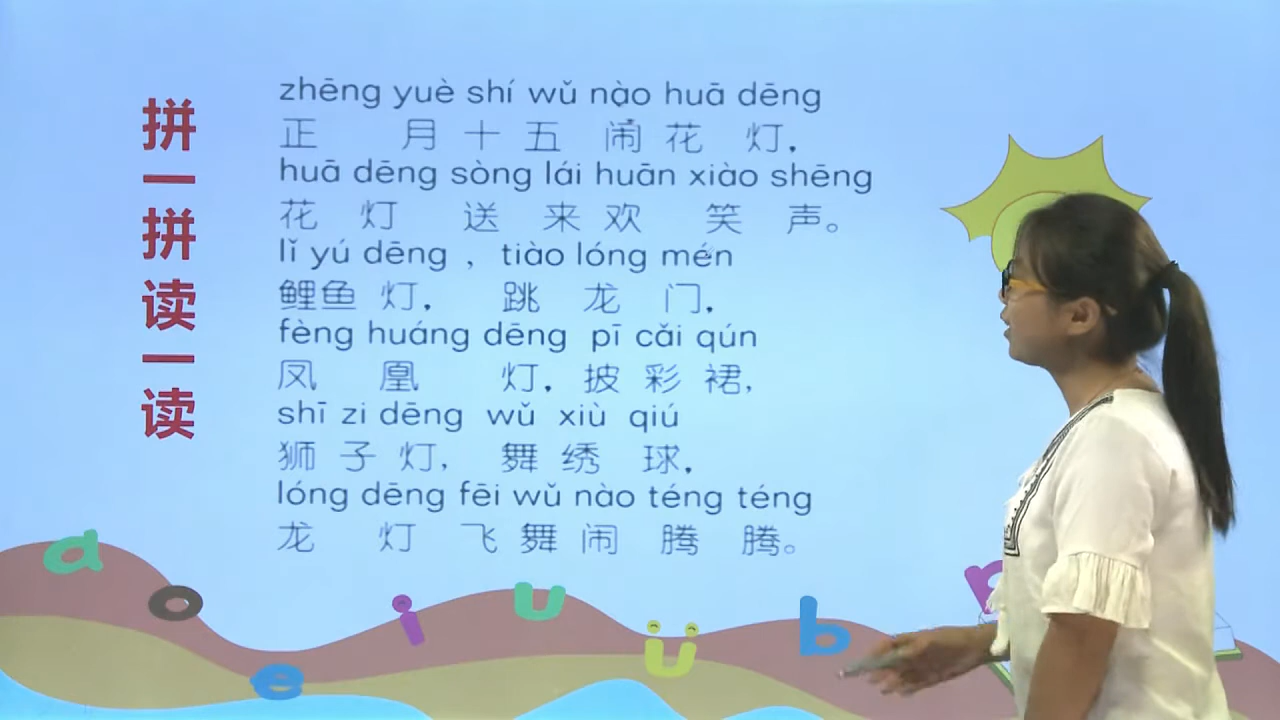 拼一拼读一读
zhēng yuè shí wǔ nào huā dēng
正 月 十 五 闹 花 灯，
huā dēng sòng lái huān xiào shēng
花 灯 送 来 欢 笑 声。
lǐ yú dēng ，tiào lóng mén
鲤鱼 灯， 跳 龙 门，
fèng huáng dēng pī cǎi qún
凤 凰 灯，披 彩 裙，
shī zi dēng wǔ xiù qiú
狮 子 灯， 舞 绣 球，
lóng dēng fēi wǔ nào téng téng
龙 灯 飞 舞 闹 腾 腾。
a o e i u ü b